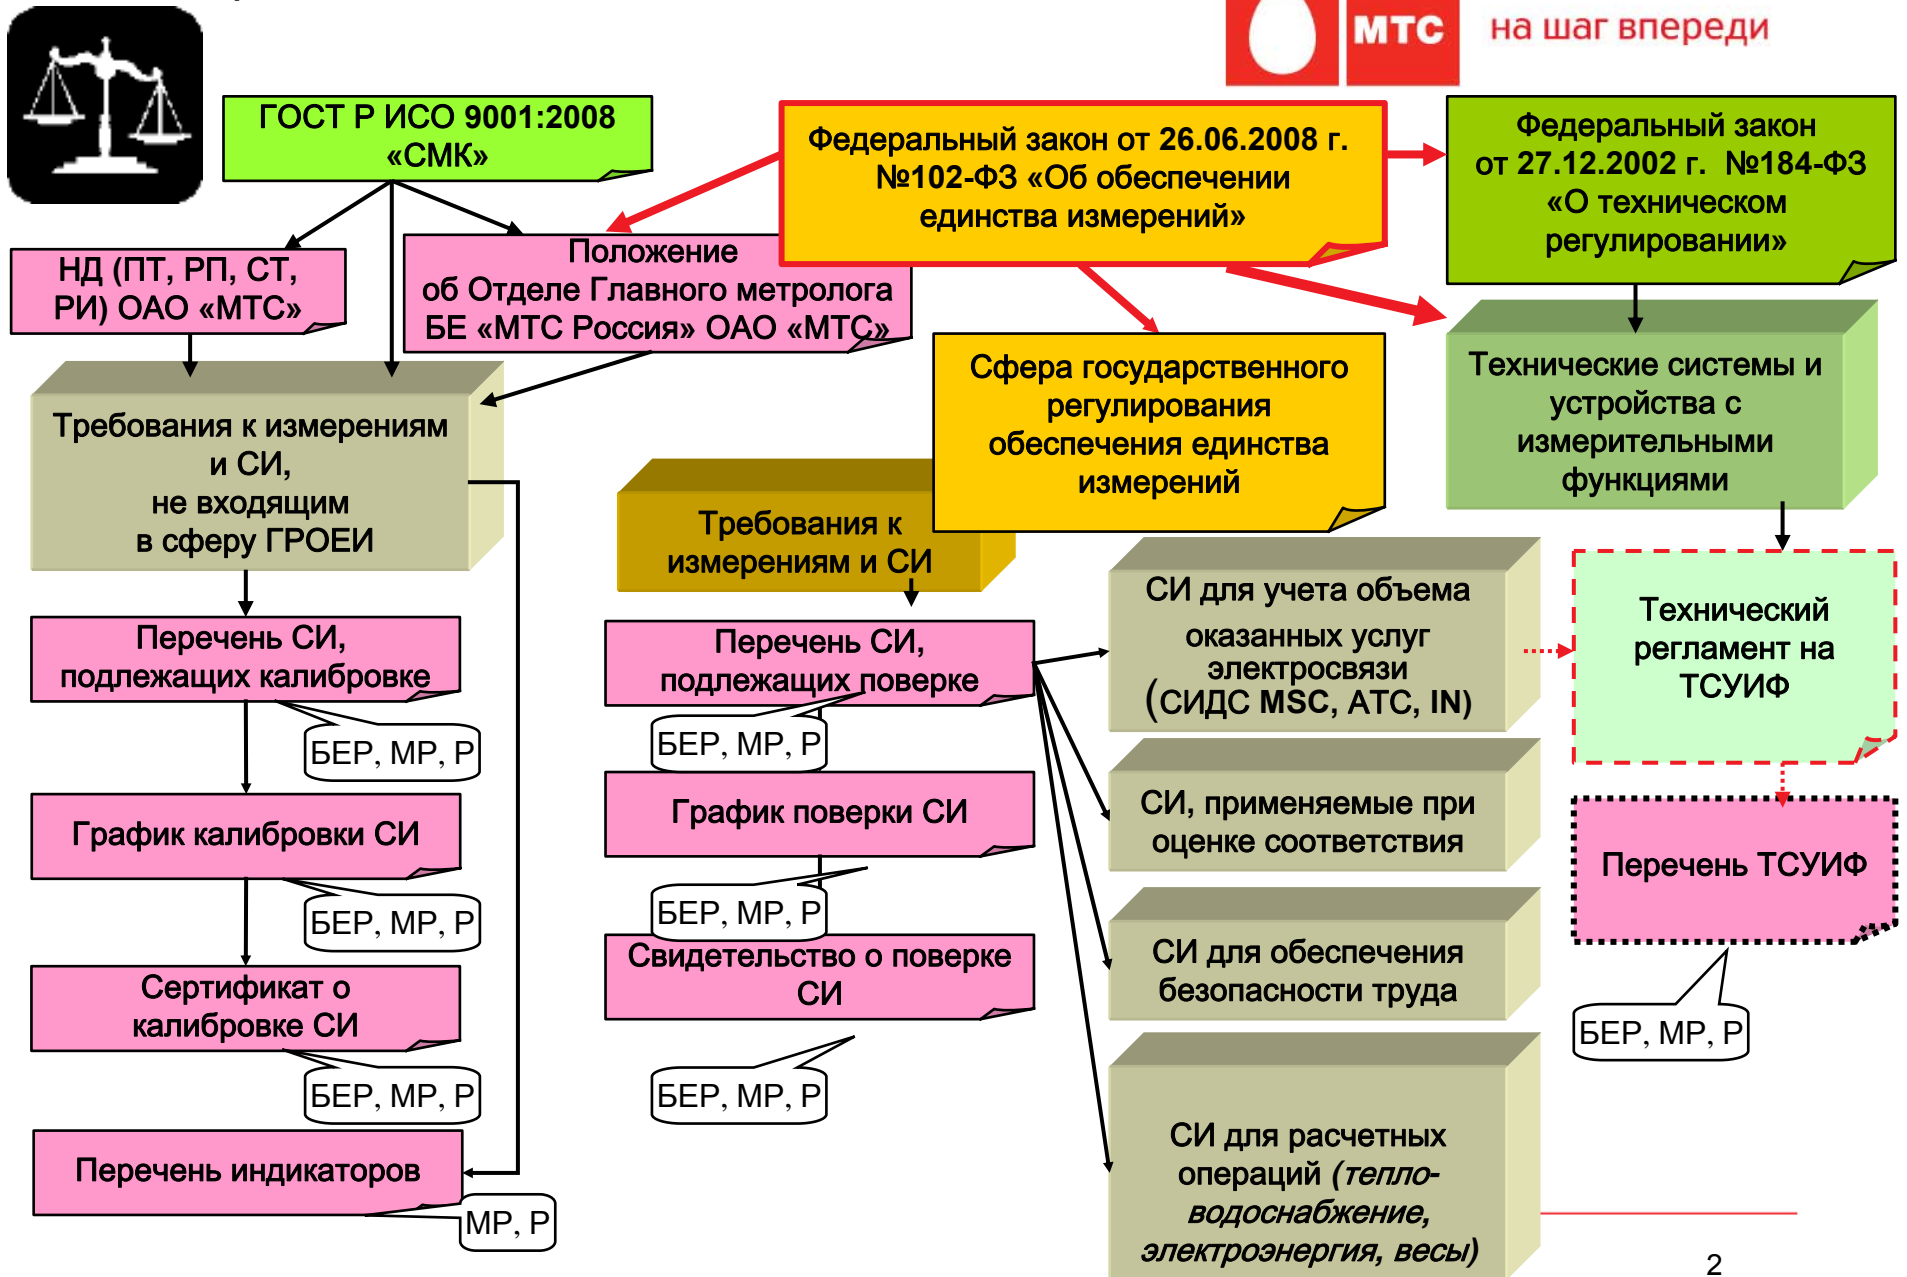 МТС
на шаг впереди
ГОСТ Р ИСО 9001:2008
«СМК»
Федеральный закон от 26.06.2008 г.
№102-ФЗ «Об обеспечении
единства измерений»
Федеральный закон
от 27.12.2002 г. №184-ФЗ
«О техническом
регулировании»
НД (ПТ, РП, СТ,
РИ) ОАО «МТС»
Положение
об Отделе Главного метролога
БЕ «МТС Россия» ОАО «МТС»
Сфера государственного
регулирования
обеспечения единства
измерений
Технические системы и
устройства с
измерительными
функциями
Требования к измерениям
и СИ,
не входящим
в сферу ГРОЕИ
Требования к
измерениям и СИ
Перечень СИ,
подлежащих калибровке
БЕР, МР, Р
График калибровки СИ
БЕР, МР, Р
Сертификат о
калибровке СИ
БЕР, МР, Р
Перечень индикаторов
МР, Р
Перечень СИ,
подлежащих поверке
БЕР, МР, Р
График поверки СИ
БЕР, МР, Р
Свидетельство о поверке
СИ
БЕР, МР, Р
СИ для учета объема
оказанных услуг
электросвязи
(СИДС MSC, АТС, IN)
СИ, применяемые при
оценке соответствия
СИ для обеспечения
безопасности труда
СИ для расчетных
операций (тепло-
водоснабжение,
электроэнергия, весы)
Технический
регламент на
ТСУИФ
Перечень ТСУИФ
БЕР, МР, Р
2